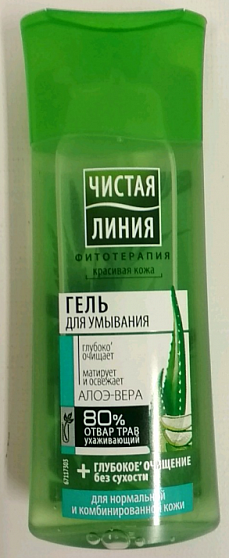 ЧИСТАЯ
ЛИНИЯ
ФИТОТЕРАПИЯ
красивая кожа
ГЕЛЬ
ДЛЯ УМЫВАНИЯ
глубоко*
очищает
матирует
и освежает
АЛОЭ-ВЕРА
80%
ОТВАР ТРАВ
УХАЖИВАЮЩИЙ
+ ГЛУБОКОЕ* ОЧИЩЕНИЕ
без сухости
для нормальной
и комбинированной кожи
67117303